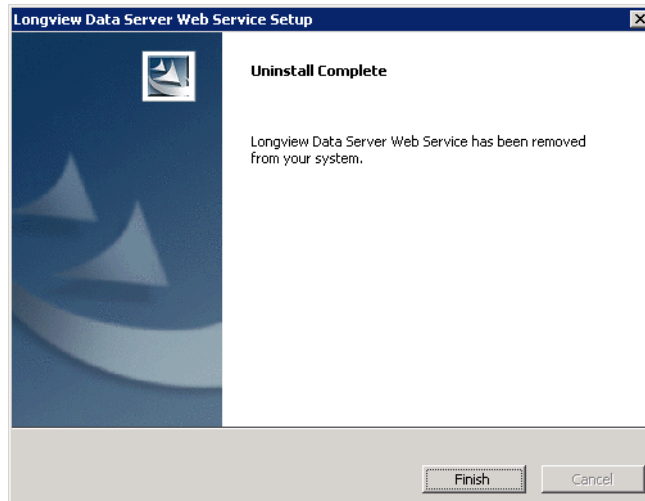 Longview Data Server Web Service Setup
Uninstall Complete
Longview Data Server Web Service has been removed
from your system.
Finish
Cancel